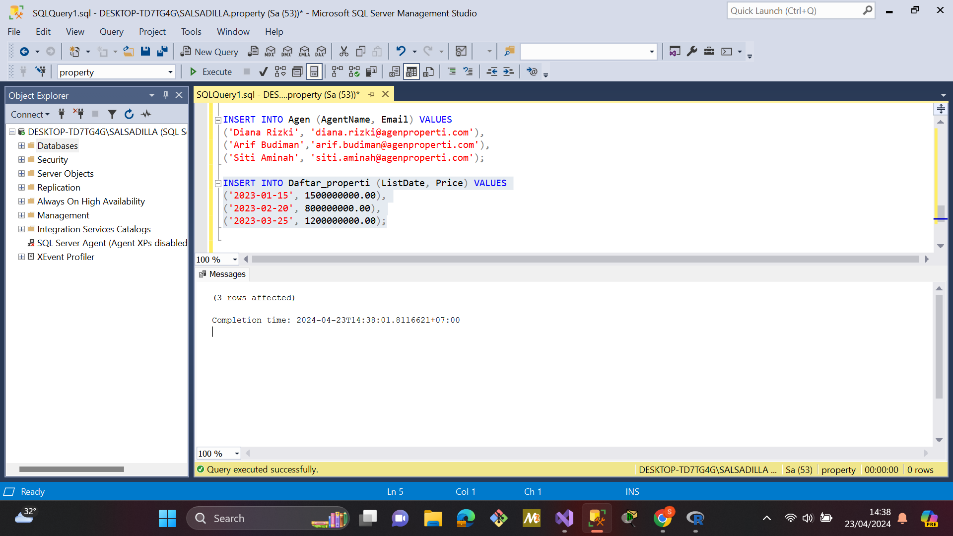 SQLQuery1.sql - DESKTOP-TD7TG4G\SALSADILLA.property (Sa (53))* - Microsoft SQL Server Management Studio
Quick Launch (Ctrl+Q)
File Edit View Query Project Tools Window Help
New Query
MDX DMX XMLA DAX
property
Execute
Object Explorer
SQLQuery1.sql - DES....property (Sa (53))*
Connect
DESKTOP-TD7TG4G\SALSADILLA (SQL S
Databases
Security
Server Objects
Replication
Always On High Availability
Management
Integration Services Catalogs
SQL Server Agent (Agent XPs disabled
XEvent Profiler
INSERT INTO Agen (AgentName, Email) VALUES
('Diana Rizki', 'diana.rizki@agenproperti.com'),
('Arif Budiman','arif.budiman@agenproperti.com'),
('Siti Aminah', 'siti.aminah@agenproperti.com');
INSERT INTO Daftar_properti (ListDate, Price) VALUES
('2023-01-15', 1500000000.00),
('2023-02-20', 800000000.00),
('2023-03-25', 1200000000.00);
100 %
Messages
(3 rows affected)
Completion time: 2024-04-23T14:38:01.8116621+07:00
100 %
Query executed successfully.
DESKTOP-TD7TG4G\SALSADILLA ... Sa (53) property 00:00:00 0 rows
Ready
Ln 5 Col 1 Ch 1 INS
32°
Search
14:38
23/04/2024